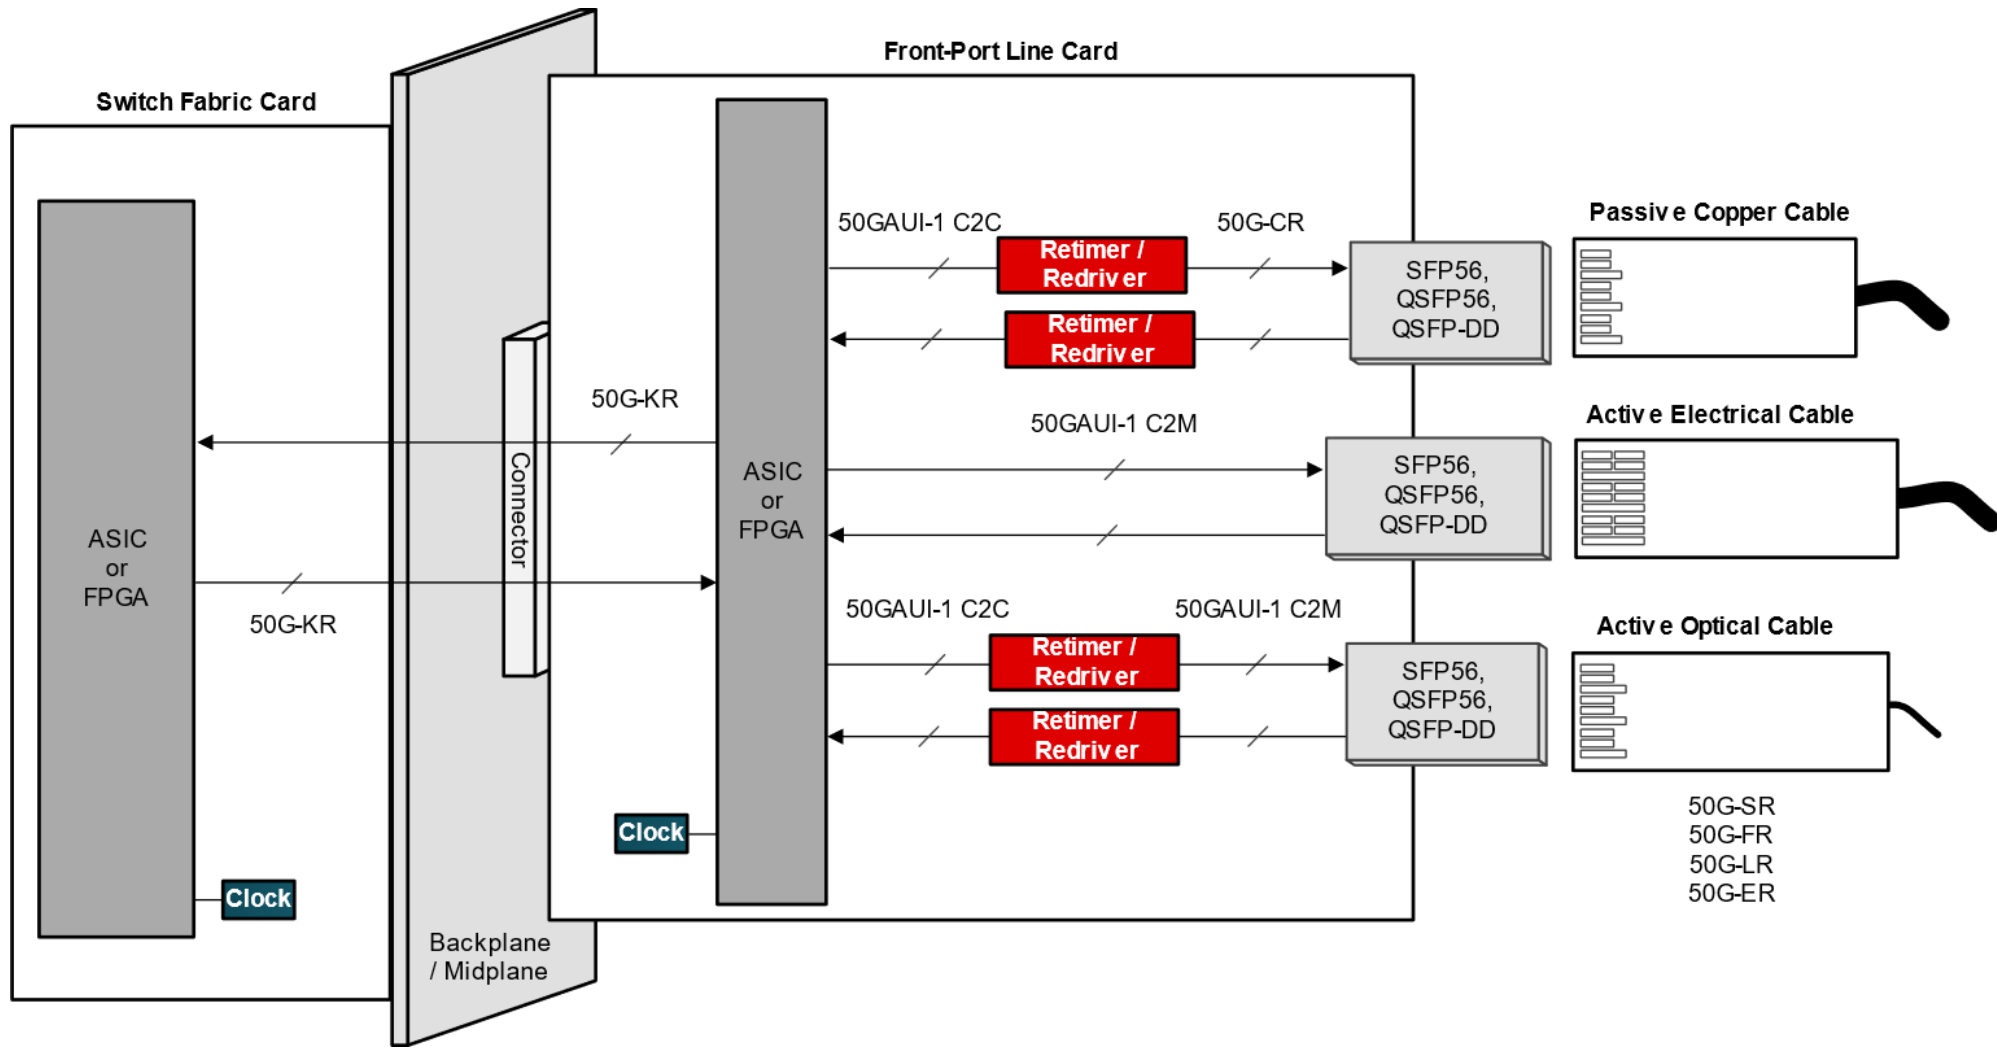 Front-Port Line Card
Switch Fabric Card
50GAUI-1 C2C
50G-CR
Passive Copper Cable
Retimer /
Redriver
SFP56,
QSFP56,
QSFP-DD
Retimer /
Redriver
50G-KR
50GAUI-1 C2M
Active Electrical Cable
Connector
ASIC
or
FPGA
SFP56,
QSFP56,
QSFP-DD
ASIC
or
FPGA
50G-KR
50GAUI-1 C2C
50GAUI-1 C2M
Active Optical Cable
Retimer /
Redriver
SFP56,
QSFP56,
QSFP-DD
Retimer /
Redriver
Clock
50G-SR
50G-FR
50G-LR
50G-ER
Clock
Backplane
/ Midplane